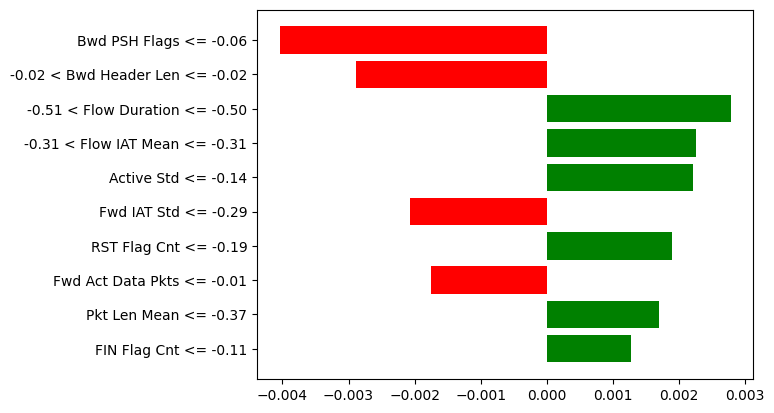 Bwd PSH Flags <= -0.06
-0.02 < Bwd Header Len <= -0.02
-0.51 < Flow Duration <= -0.50
-0.31 < Flow IAT Mean <= -0.31
Active Std <= -0.14
Fwd IAT Std <= -0.29
RST Flag Cnt <= -0.19
Fwd Act Data Pkts <= -0.01
Pkt Len Mean <= -0.37
FIN Flag Cnt <= -0.11
−0.004 −0.003 −0.002 −0.001 0.000 0.001 0.002 0.003